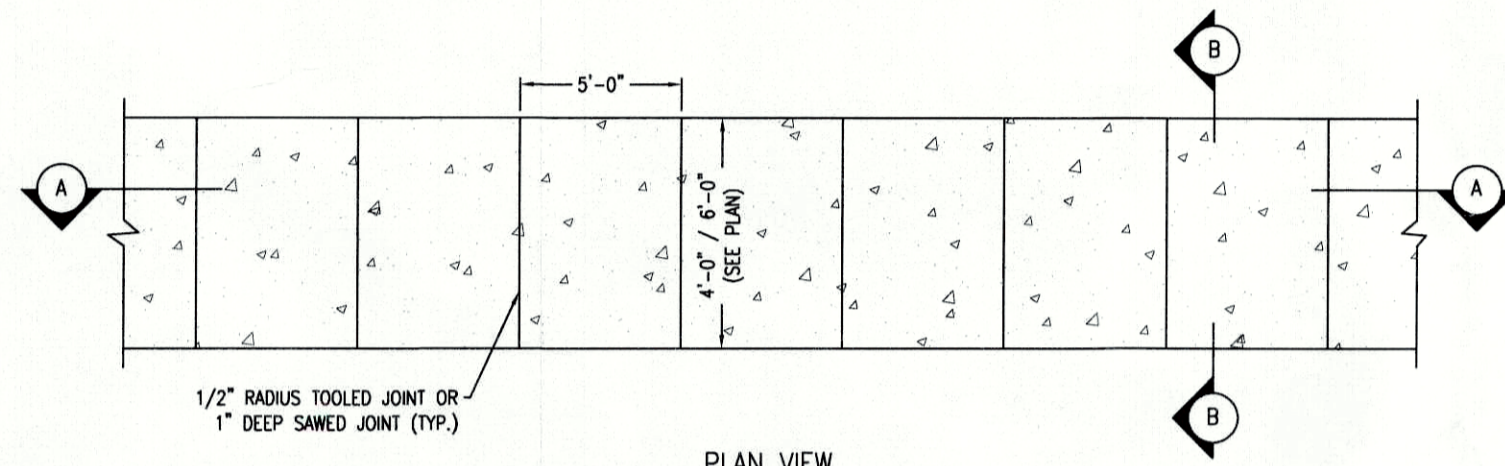 B
5'-0"
A
4'-0" / 6'-0"
(SEE PLAN)
A
1/2" RADIUS TOOLED JOINT OR
1" DEEP SAWED JOINT (TYP.)
B
PLAN VIEW